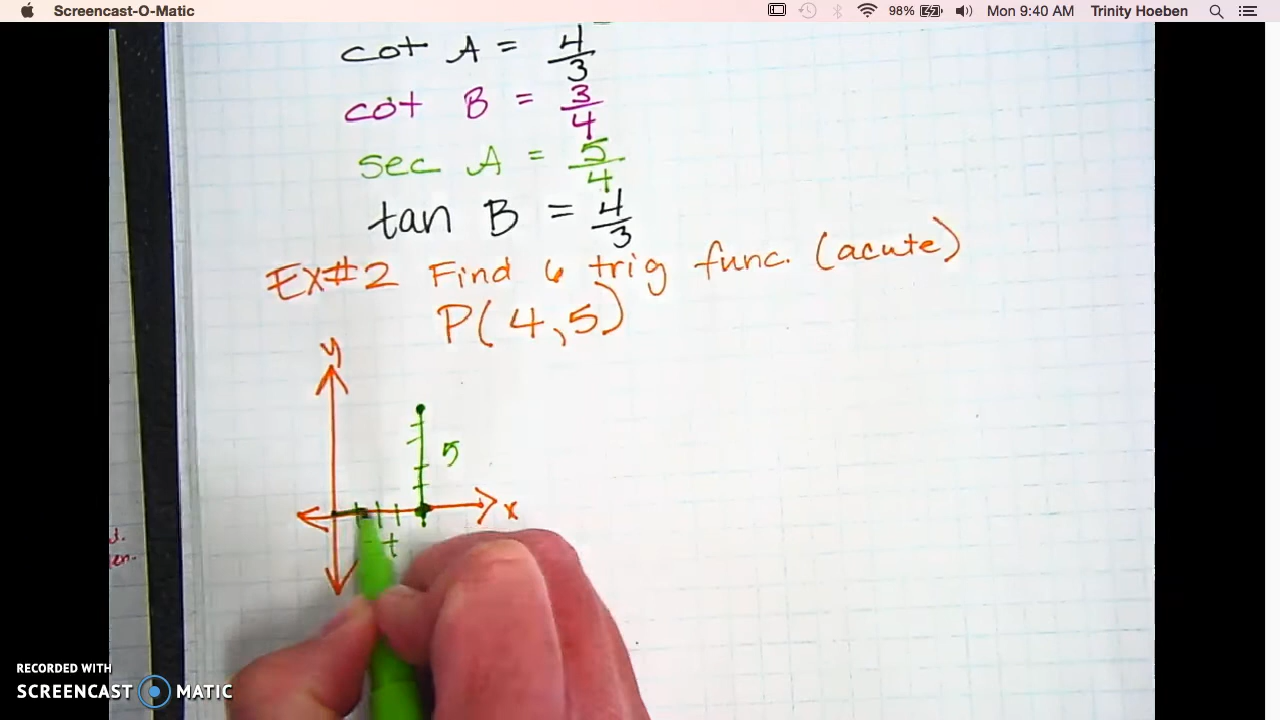 Screencast-O-Matic 98% Mon 9:40 AM Trinity Hoeben
cot A = 4/3
cot B = 3/4
sec A = 5/4
tan B = 4/3
Ex#2 Find 6 trig func. (acute)
P(4,5)
y
5
x
RECORDED WITH
SCREENCAST MATIC